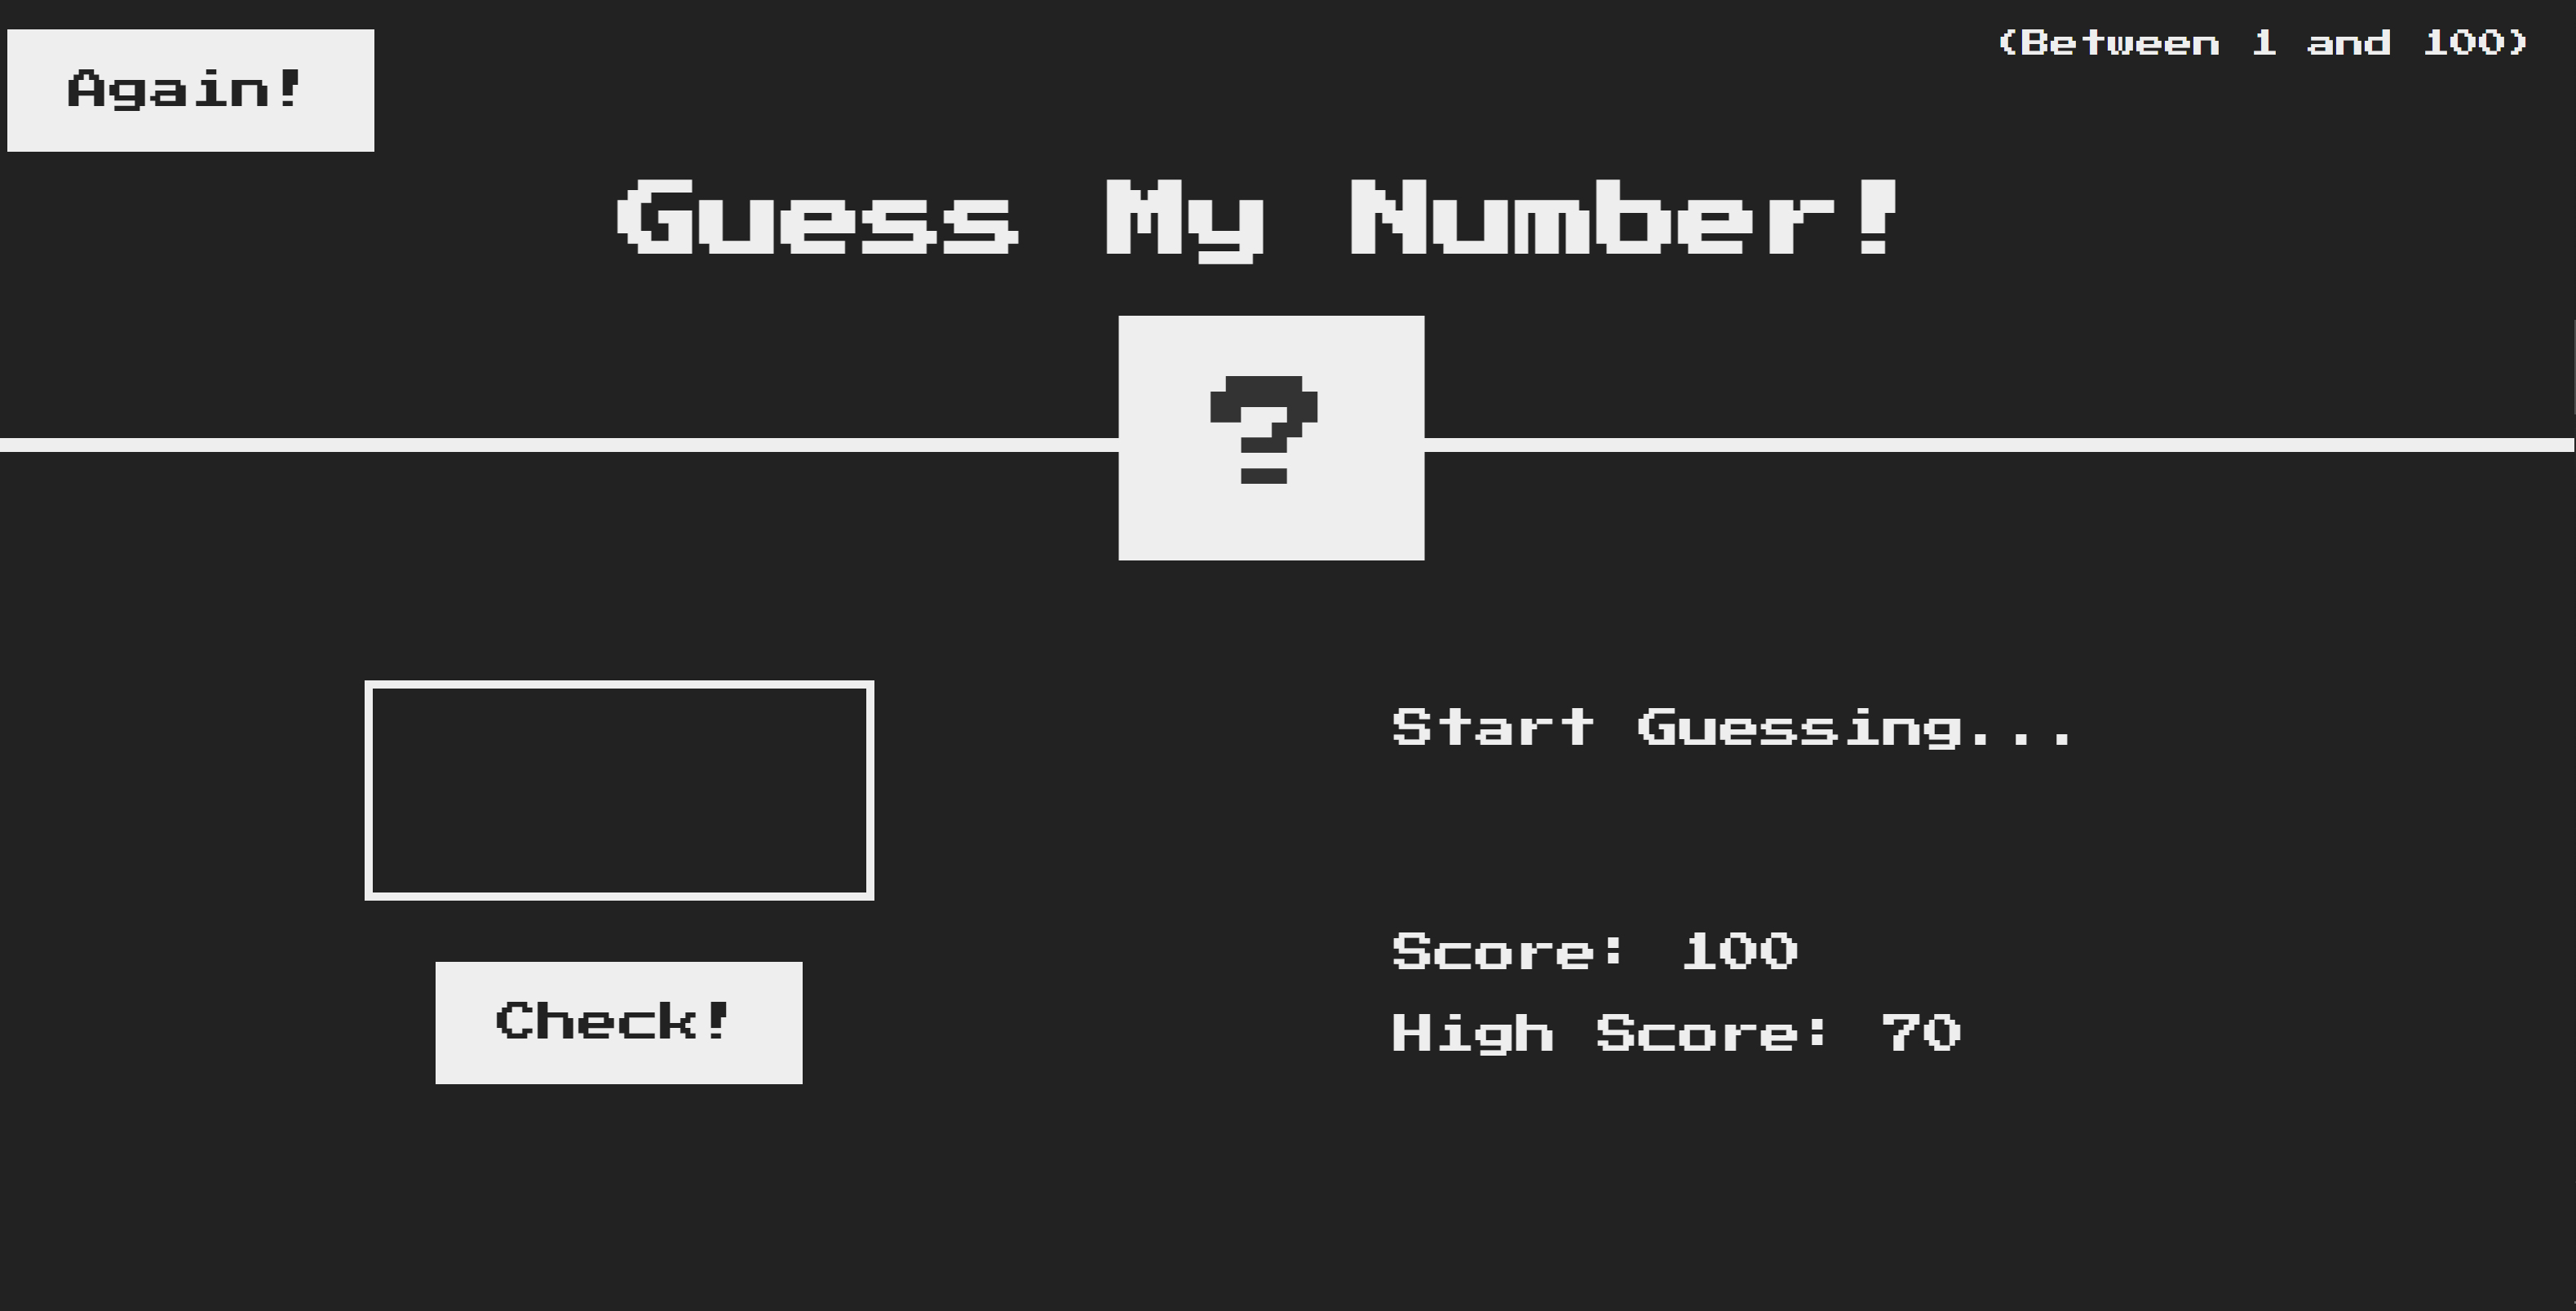 Again!
(Between 1 and 100)
Guess My Number!
?
Start Guessing...
Score: 100
High Score: 70
Check!